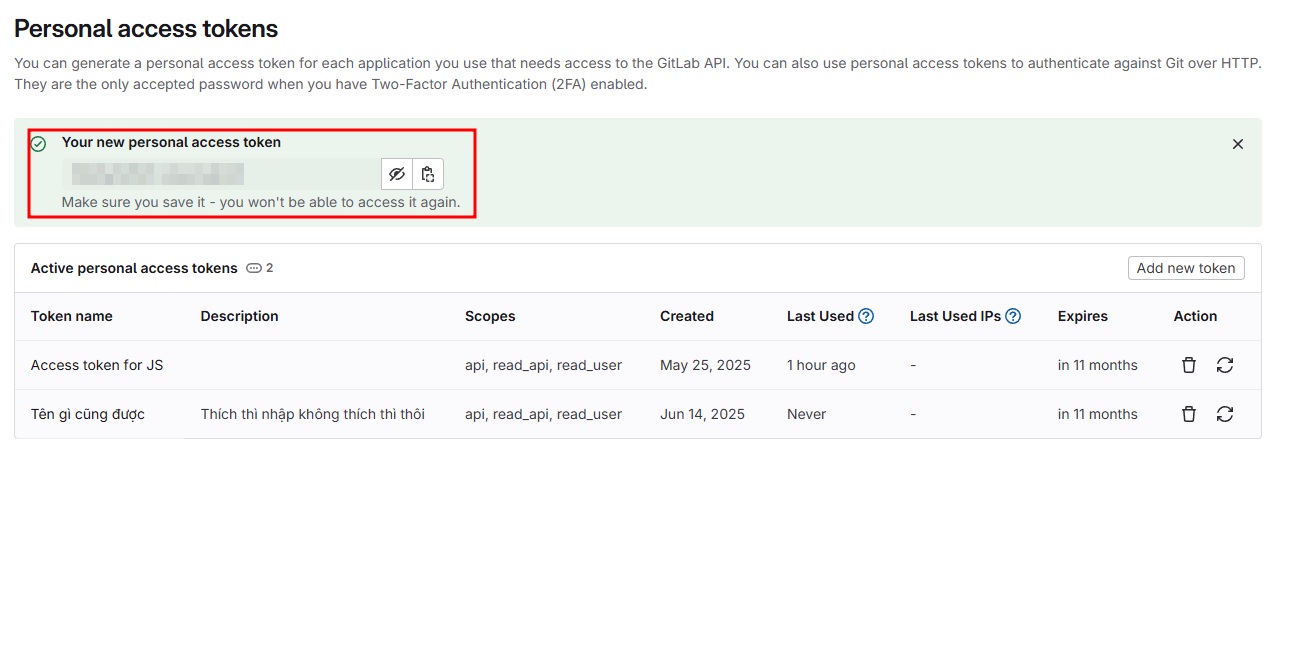 Personal access tokens
You can generate a personal access token for each application you use that needs access to the GitLab API. You can also use personal access tokens to authenticate against Git over HTTP.
They are the only accepted password when you have Two-Factor Authentication (2FA) enabled.
Your new personal access token
Make sure you save it - you won't be able to access it again.
Active personal access tokens 2
Add new token
Token name Description Scopes Created Last Used Last Used IPs Expires Action
Access token for JS api, read_api, read_user May 25, 2025 1 hour ago - in 11 months
Tên gì cũng được Thích thì nhập không thích thì thôi api, read_api, read_user Jun 14, 2025 Never - in 11 months